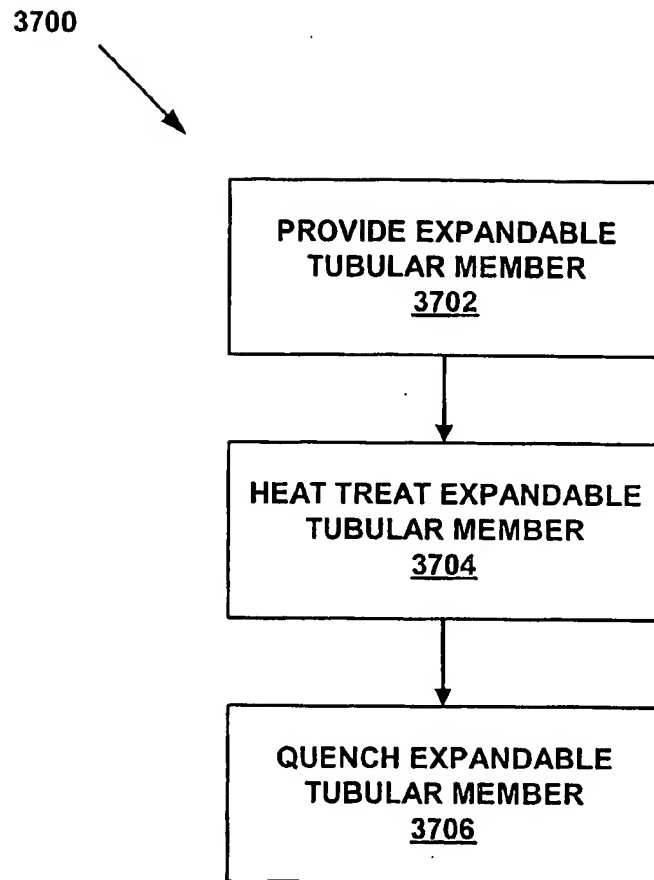 3700
PROVIDE EXPANDABLE
TUBULAR MEMBER
3702
HEAT TREAT EXPANDABLE
TUBULAR MEMBER
3704
QUENCH EXPANDABLE
TUBULAR MEMBER
3706